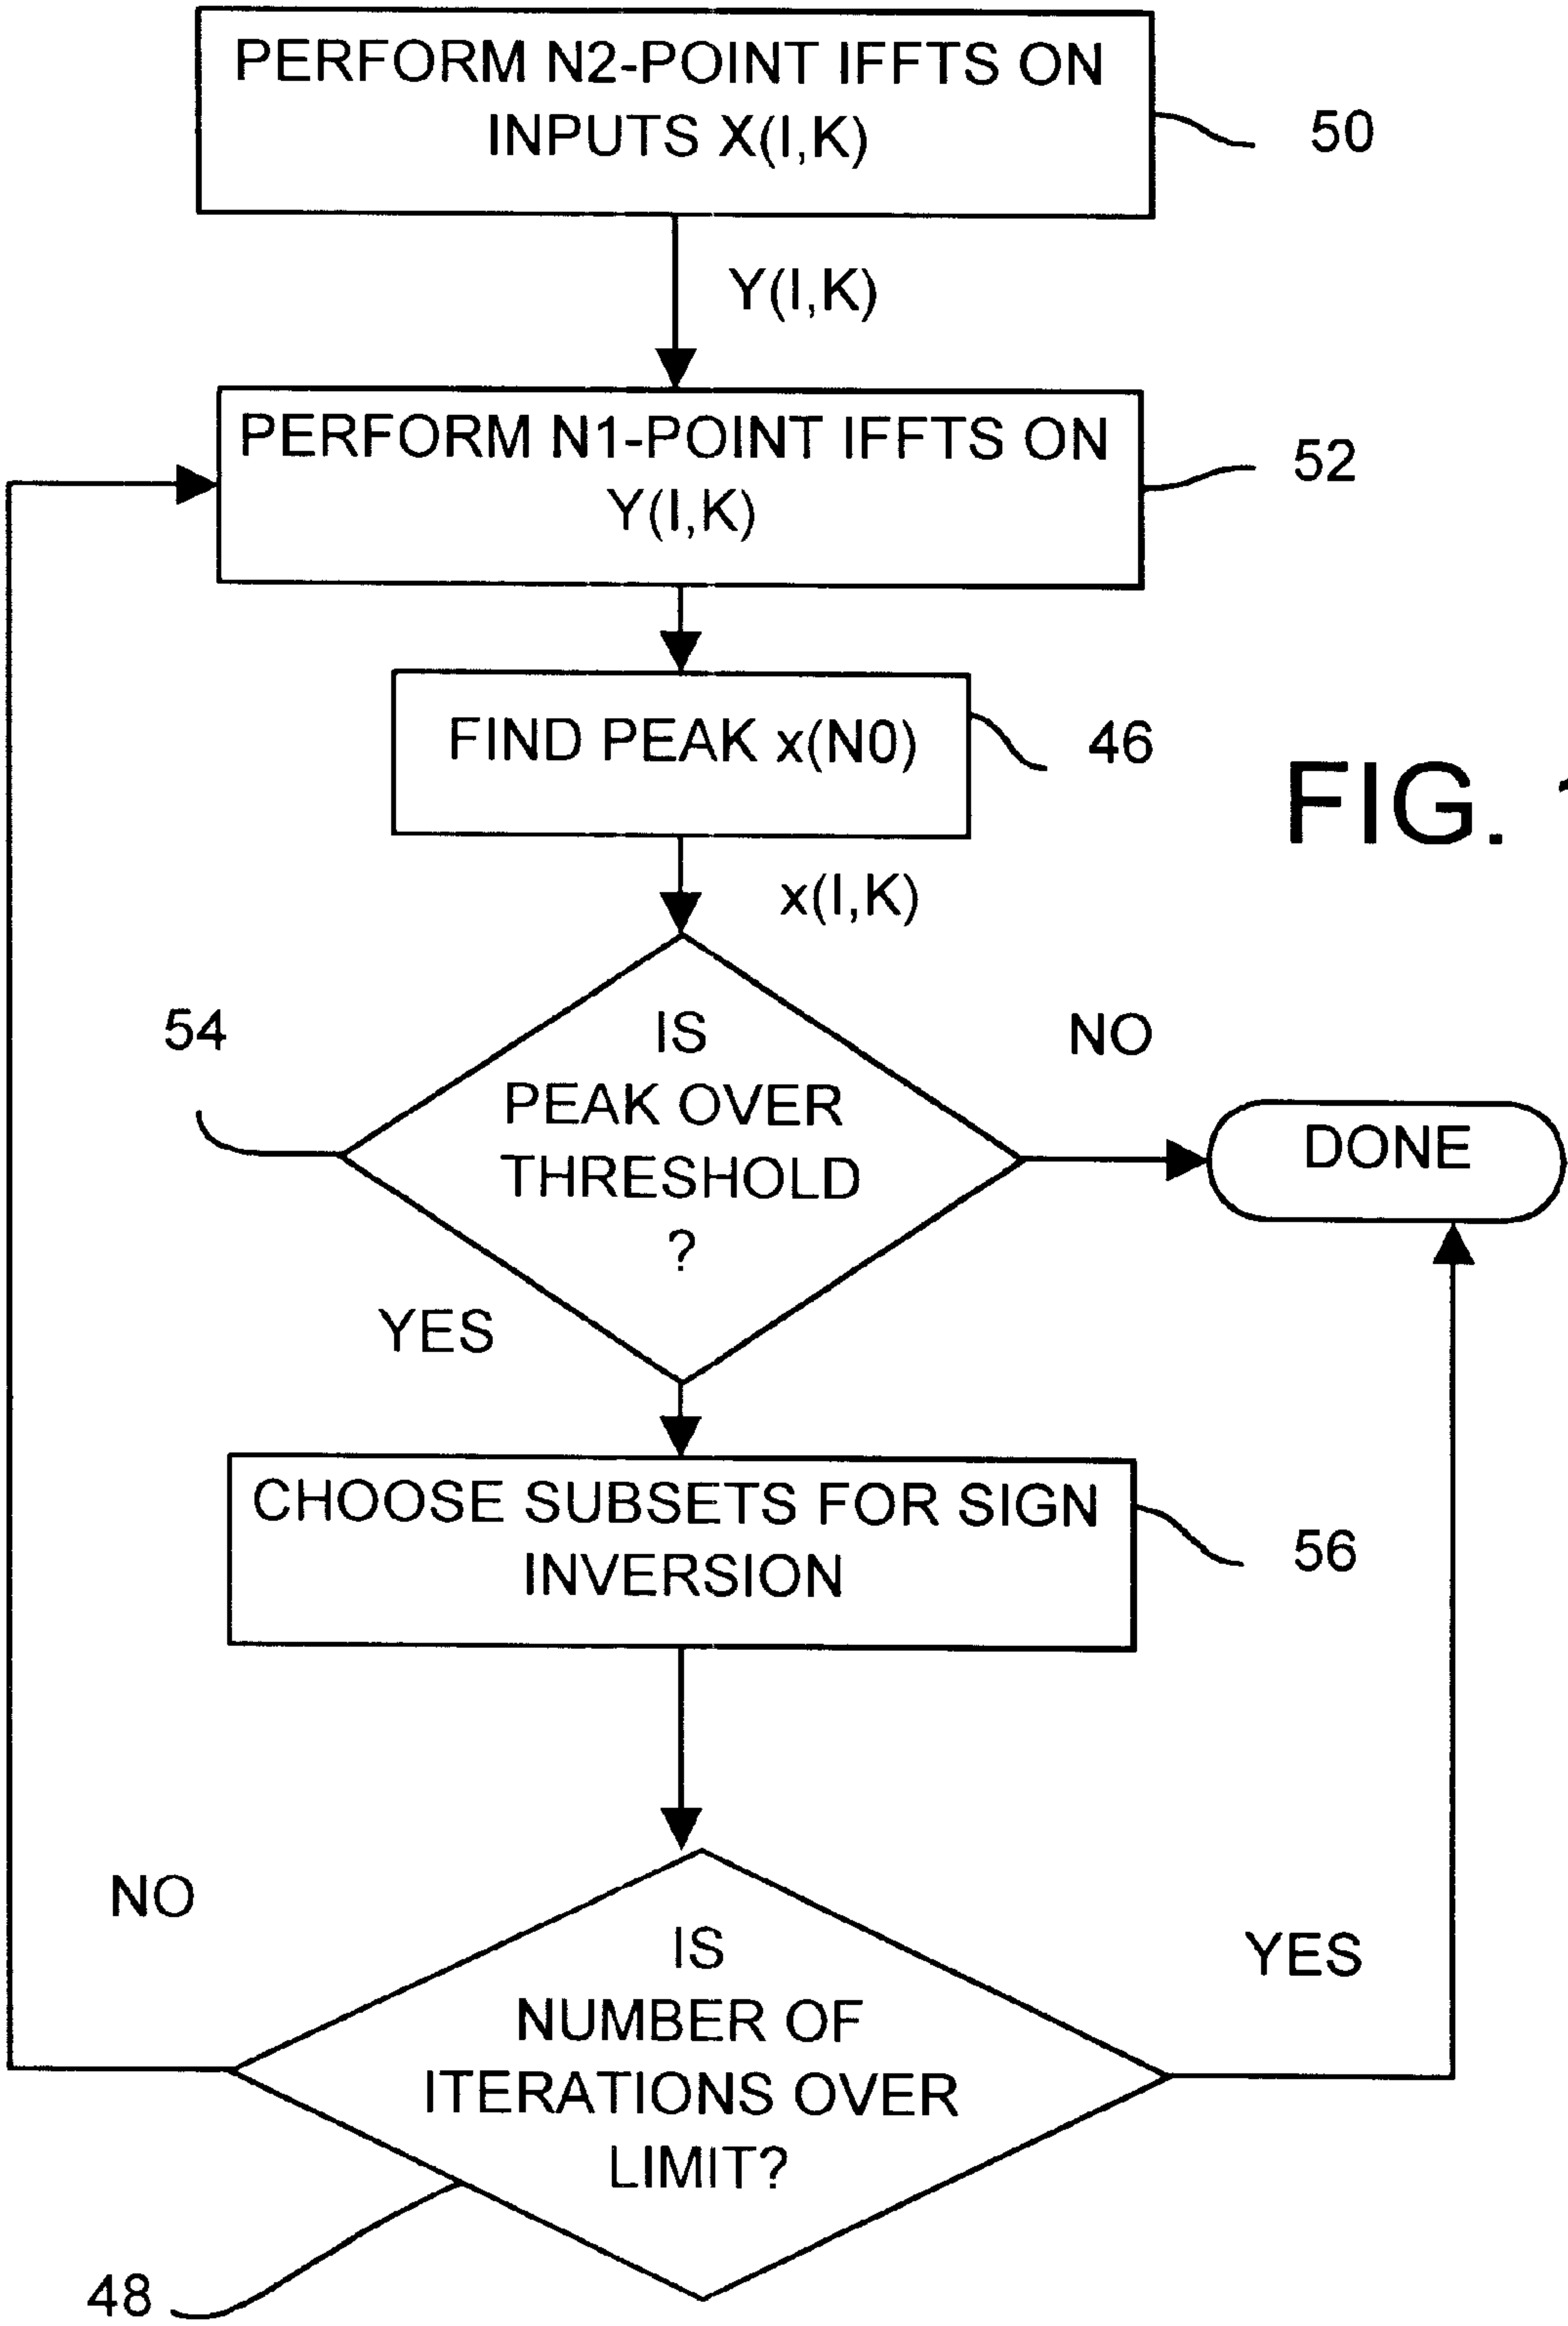 PERFORM N2-POINT IFFTS ON
INPUTS X(I,K)
50
Y(I,K)
PERFORM N1-POINT IFFTS ON
Y(I,K)
52
FIND PEAK x(N0)
46
FIG.
x(I,K)
54
IS
PEAK OVER
THRESHOLD
?
NO
DONE
YES
CHOOSE SUBSETS FOR SIGN
INVERSION
56
NO
IS
NUMBER OF
ITERATIONS OVER
LIMIT?
YES
48